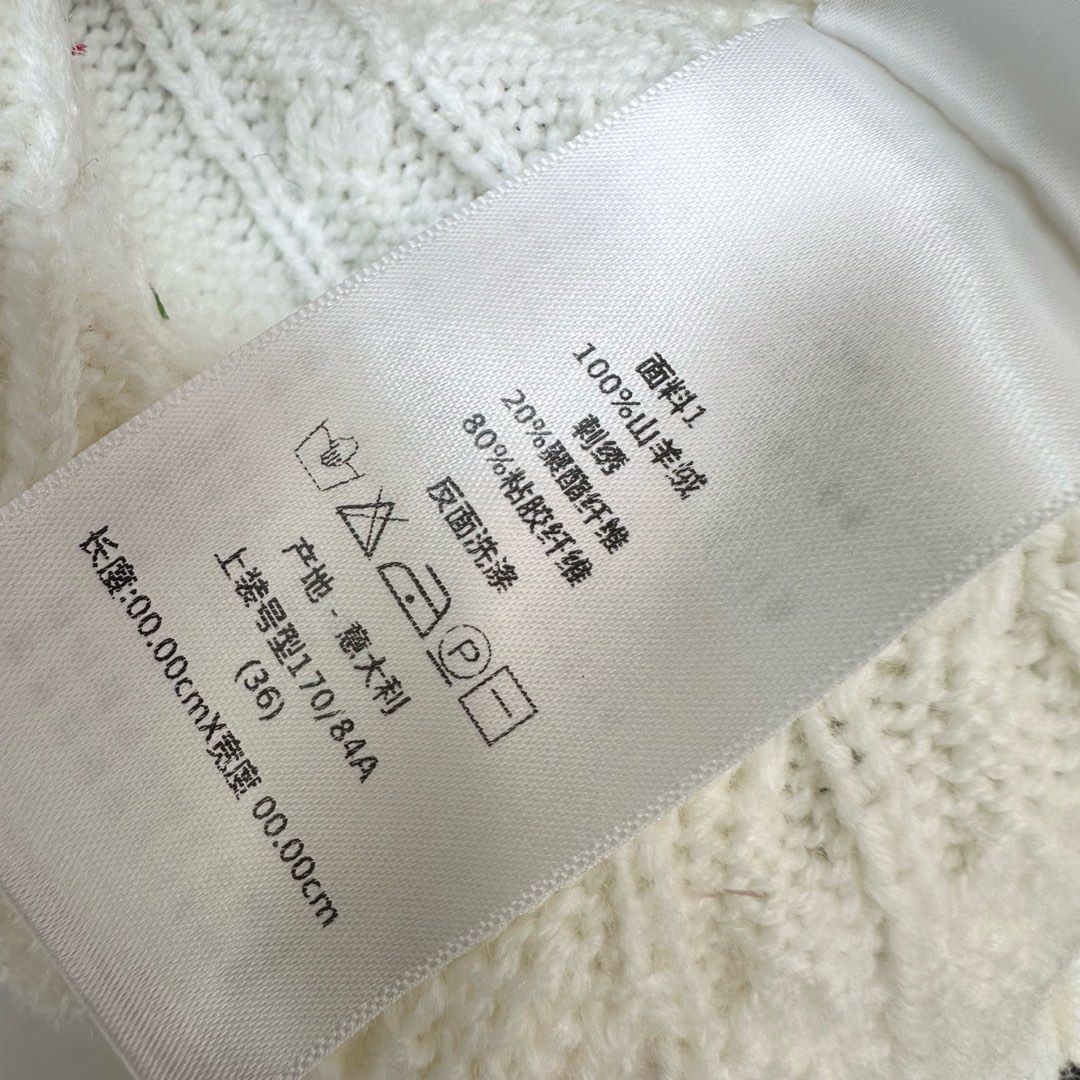 面料1
100%山羊绒
刺绣
20%聚酯纤维
80%粘胶纤维
反面洗涤
P
产地 - 意大利
上装号型170/84A
(36)
长度:00.00cmX宽度 00.00cm